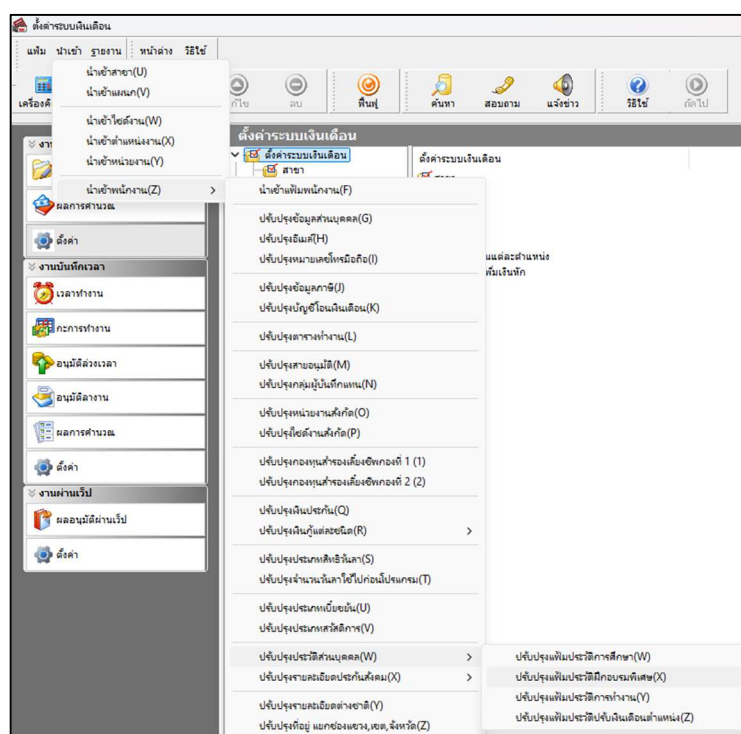 ตั้งค่าระบบเงินเดือน
แฟ้ม นำเข้า รายงาน หน้าต่าง วิธีใช้
นำเข้าสาขา(U)
นำเข้าแผนก(V)
นำเข้าไซต์งาน(W)
นำเข้าตำแหน่งงาน(X)
นำเข้าหน่วยงาน(Y)
นำเข้าพนักงาน(Z)
ลบ ฟื้นฟู ค้นหา สอบถาม แจ้งข่าว วิธีใช้ ถัดไป
ตั้งค่าระบบเงินเดือน
ตั้งค่าระบบเงินเดือน
สาขา
ตั้งค่าระบบเงินเดือน
ผลการคำนวณ
ตั้งค่า
งานบันทึกเวลา
เวลาทำงาน
กะการทำงาน
อนุมัติล่วงเวลา
อนุมัติลางาน
ผลการคำนวณ
ตั้งค่า
งานผ่านเว็ป
ผลอนุมัติผ่านเว็ป
ตั้งค่า
นำเข้าแฟ้มพนักงาน(F)
ปรับปรุงข้อมูลส่วนบุคคล(G)
ปรับปรุงอีเมล์(H)
ปรับปรุงหมายเลขโทรมือถือ(I)
ปรับปรุงข้อมูลภาษี(J)
ปรับปรุงบัญชีโอนเงินเดือน(K)
ปรับปรุงตารางทำงาน(L)
ปรับปรุงสายอนุมัติ(M)
ปรับปรุงกลุ่มผู้บันทึกแทน(N)
ปรับปรุงหน่วยงานสังกัด(O)
ปรับปรุงไซต์งานสังกัด(P)
ปรับปรุงกองทุนสำรองเลี้ยงชีพกองที่ 1 (1)
ปรับปรุงกองทุนสำรองเลี้ยงชีพกองที่ 2 (2)
ปรับปรุงเงินประกัน(Q)
ปรับปรุงเงินกู้แต่ละชนิด(R)
ปรับปรุงประเภทสิทธิวันลา(S)
ปรับปรุงจำนวนวันลาใช้ไปก่อนโปรแกรม(T)
ปรับปรุงประเภทเบี้ยขยัน(U)
ปรับปรุงประเภทสวัสดิการ(V)
ปรับปรุงประวัติส่วนบุคคล(W)
ปรับปรุงรายละเอียดประกันสังคม(X)
ปรับปรุงรายละเอียดต่างชาติ(Y)
ปรับปรุงที่อยู่ แยกช่องแขวง,เขต,จังหวัด(Z)
ปรับปรุงแฟ้มประวัติการศึกษา(W)
ปรับปรุงแฟ้มประวัติฝึกอบรมพิเศษ(X)
ปรับปรุงแฟ้มประวัติการทำงาน(Y)
ปรับปรุงแฟ้มประวัติปรับเงินเดือนตำแหน่ง(Z)